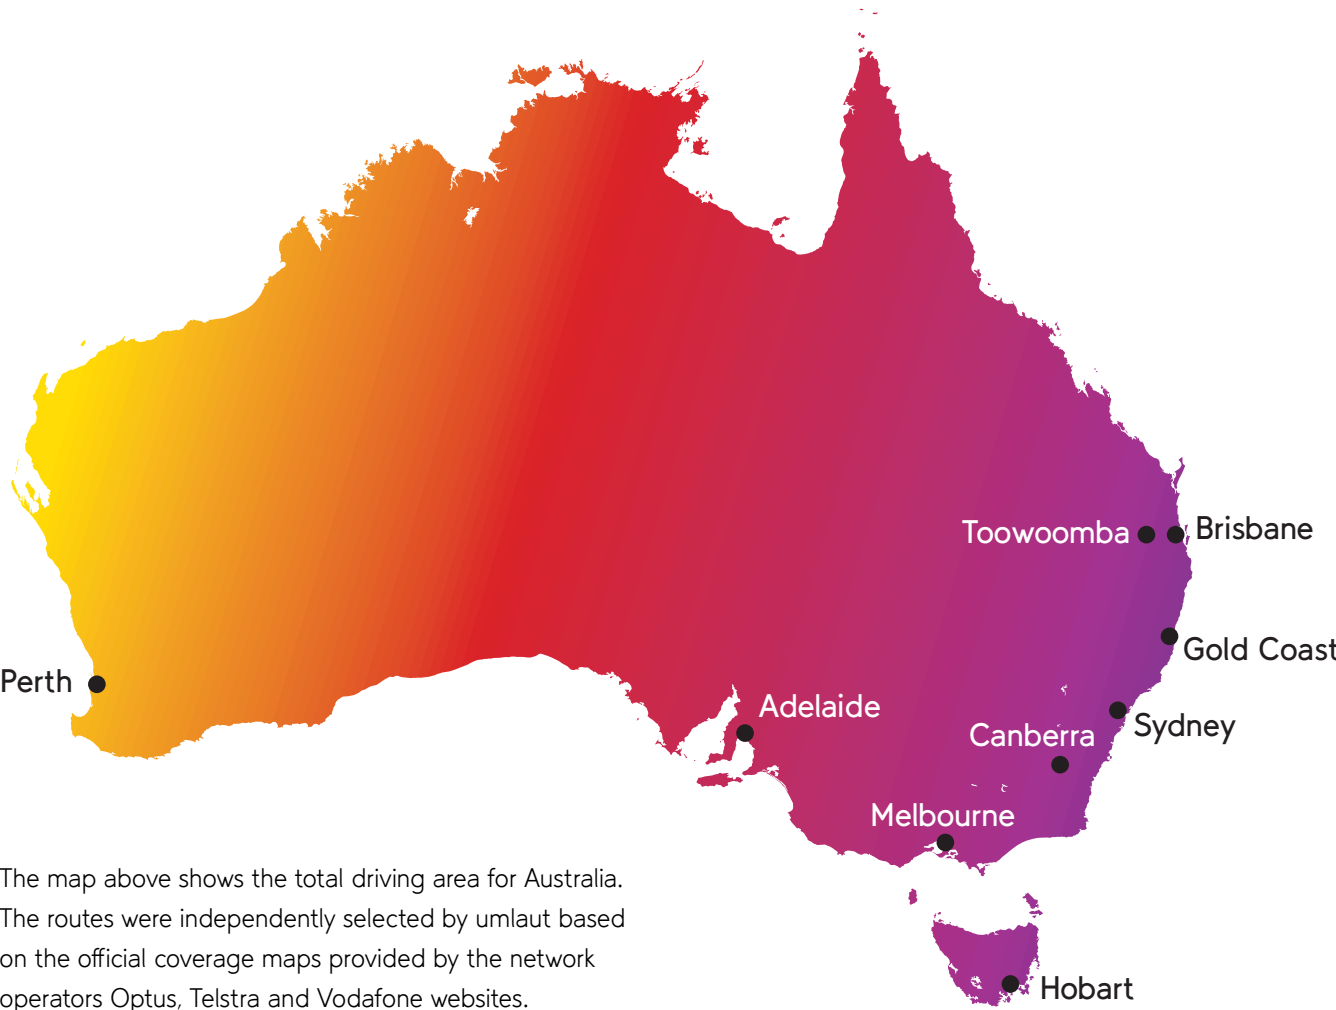 Toowoomba
Brisbane
Gold Coast
Perth
Adelaide
Sydney
Canberra
Melbourne
The map above shows the total driving area for Australia.
The routes were independently selected by umlaut based
on the official coverage maps provided by the network
operators Optus, Telstra and Vodafone websites.
Hobart